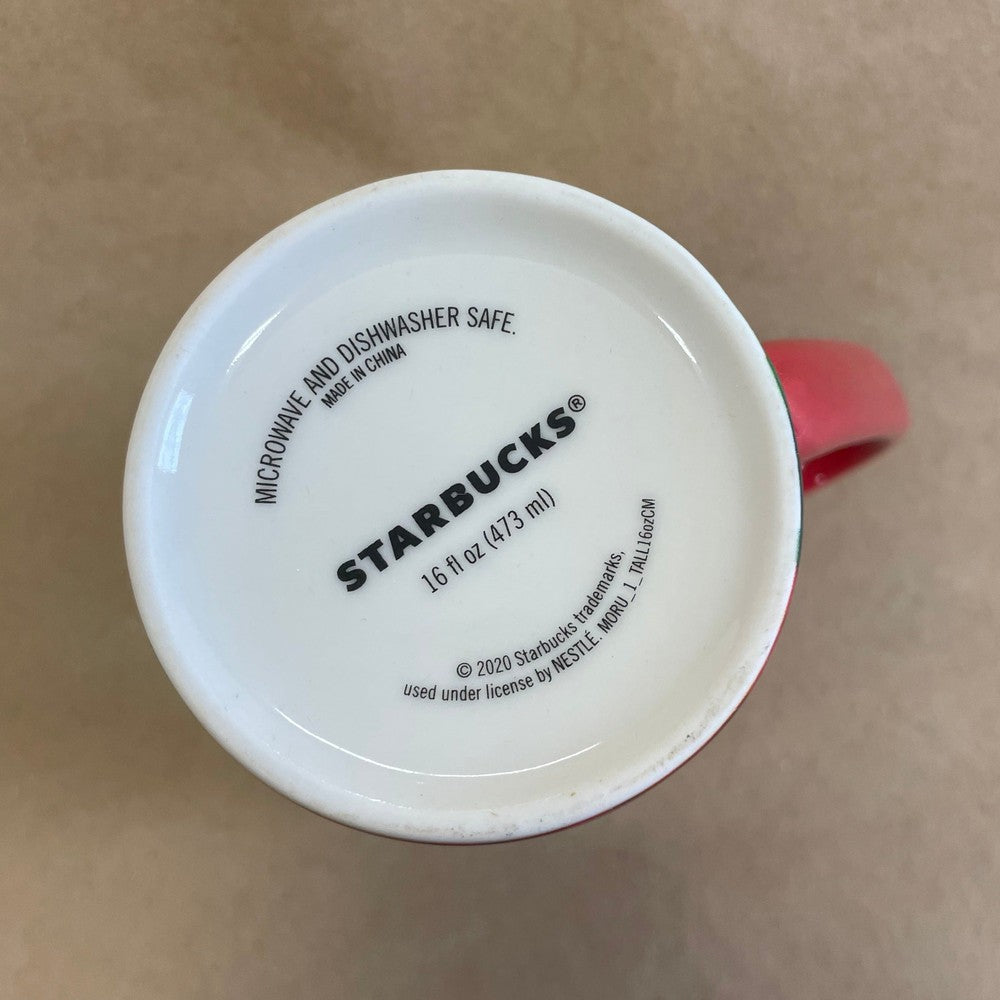 MICROWAVE AND DISHWASHER SAFE.
MADE IN CHINA
STARBUCKS®
16 fl oz (473 ml)
© 2020 Starbucks trademarks,
used under license by NESTLÉ. MORU_1_TALL16ozCM